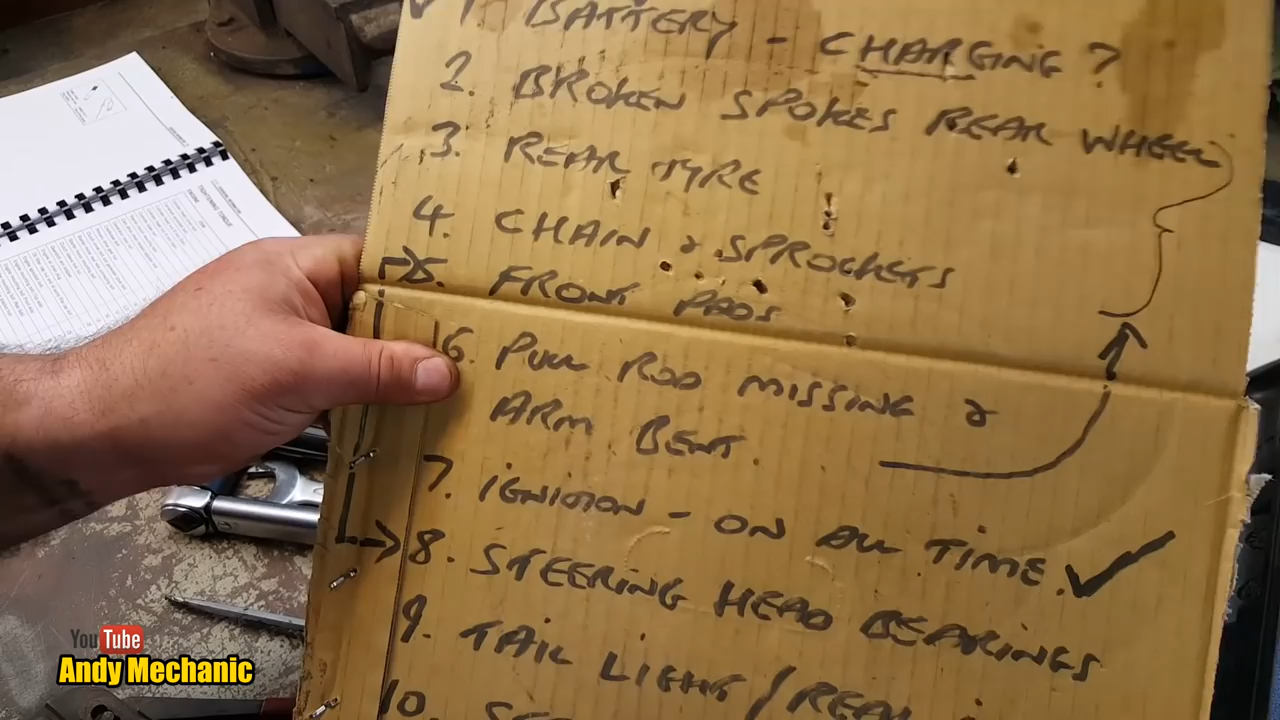 1 BATTERY - CHARGING?
2. BROKEN SPOKES REAR WHEEL
3. REAR TYRE
4. CHAIN & SPROCKETS
5. FRONT PADS
6. PULL ROD MISSING &
ARM BENT.
7. IGNITION - ON ALL TIME.
8. STEERING HEAD BEARINGS
9. TAIL LIGHT / REAR
10.
YouTube
Andy Mechanic